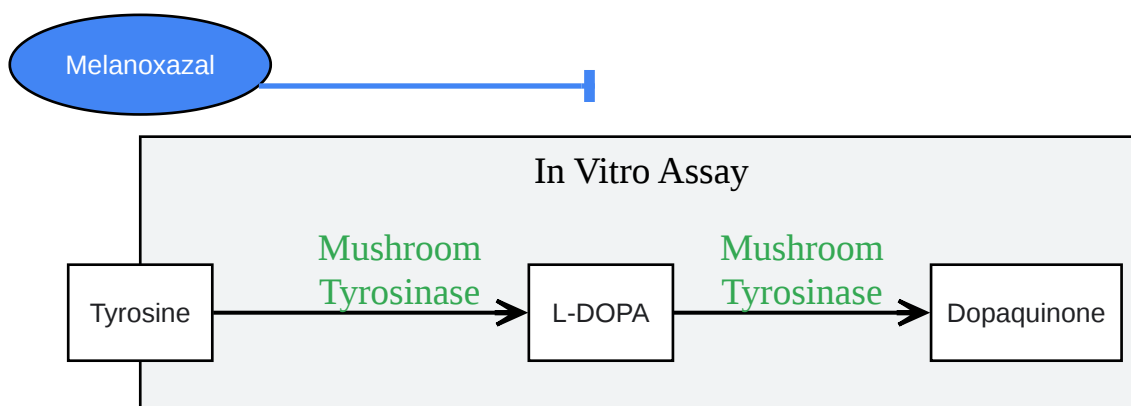 Melanoxazal
In Vitro Assay
Mushroom
Tyrosinase
Mushroom
Tyrosinase
Tyrosine
L-DOPA
Dopaquinone